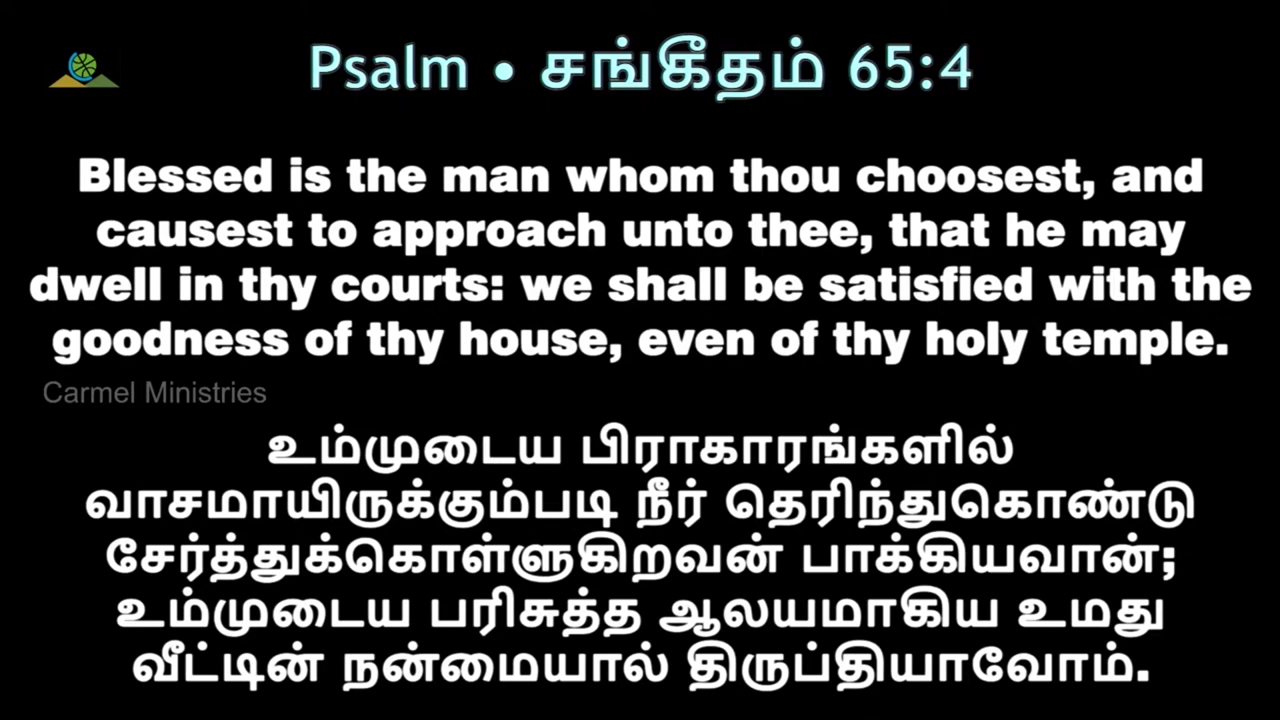 Psalm • சங்கீதம் 65:4
Blessed is the man whom thou choosest, and
causest to approach unto thee, that he may
dwell in thy courts: we shall be satisfied with the
goodness of thy house, even of thy holy temple.
Carmel Ministries
உம்முடைய பிராகாரங்களில்
வாசமாயிருக்கும்படி நீர் தெரிந்துகொண்டு
சேர்த்துக்கொள்ளுகிறவன் பாக்கியவான்;
உம்முடைய பரிசுத்த ஆலயமாகிய உமது
வீட்டின் நன்மையால் திருப்தியாவோம்.